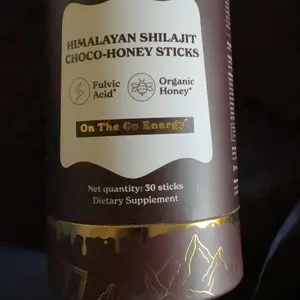 HIMALAYAN SHILAJIT
CHOCO-HONEY STICKS
Fulvic
Acid*
Organic
Honey*
On The Go Energy*
Net quantity: 30 sticks
Dietary Supplement